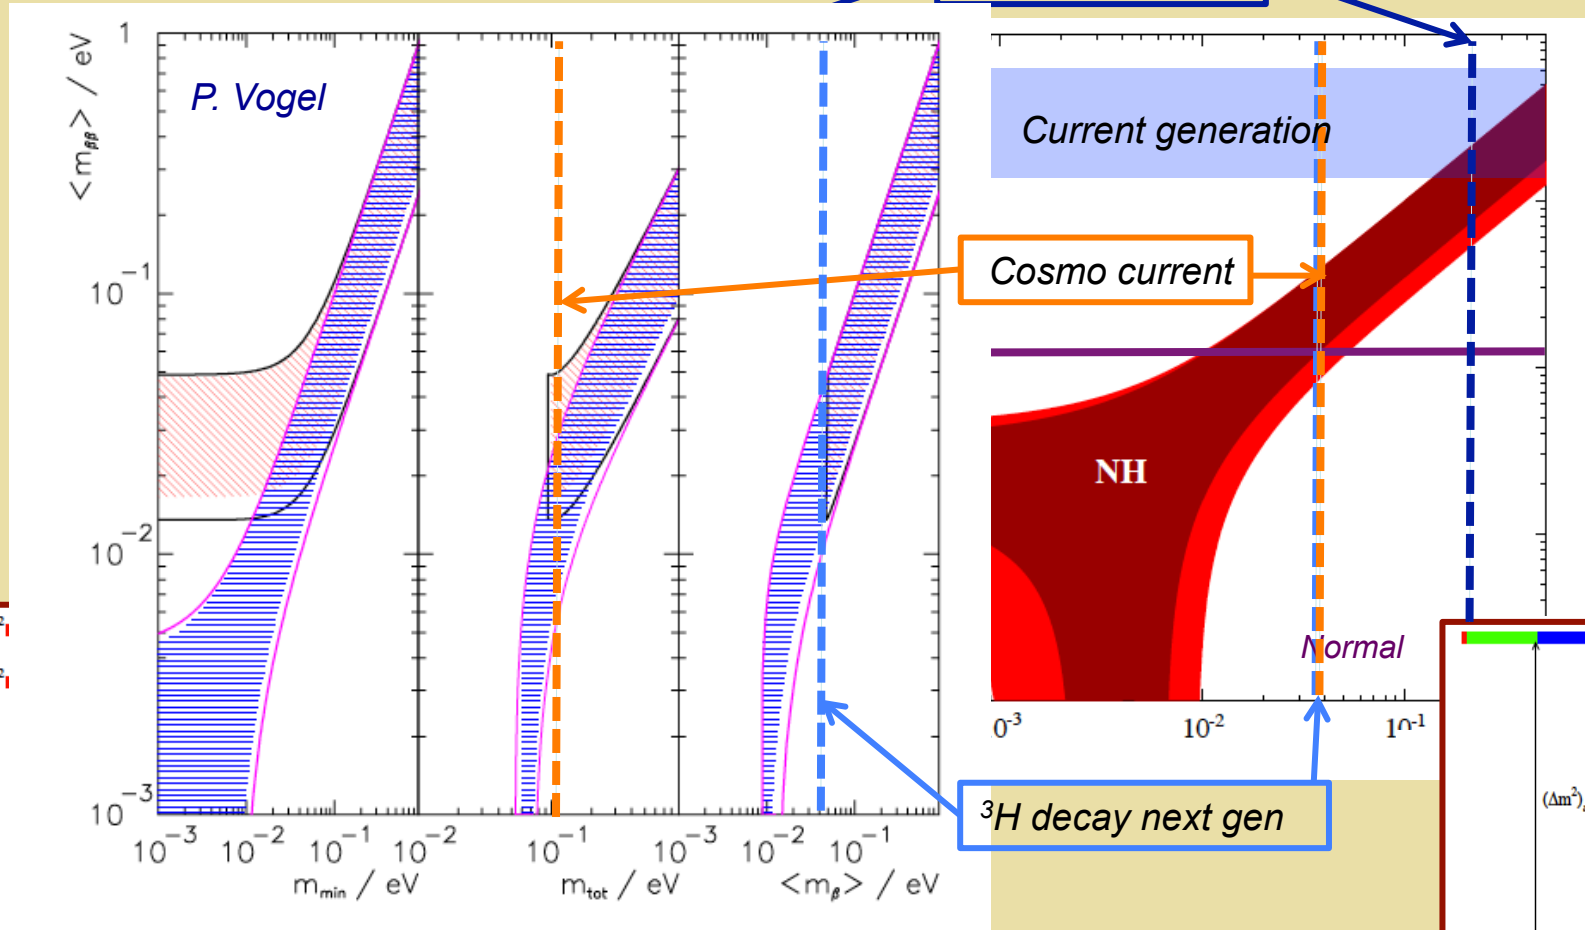 <m_ββ> / eV
1
10^-1
10^-2
10^-3
P. Vogel
10^-3 10^-2 10^-1 10^-2 10^-1 10^-3 10^-2 10^-1
m_min / eV
m_tot / eV
<m_β> / eV
Current generation
Cosmo current
NH
Normal
0^-3 10^-2 10^-1
³H decay next gen
(Δm²)